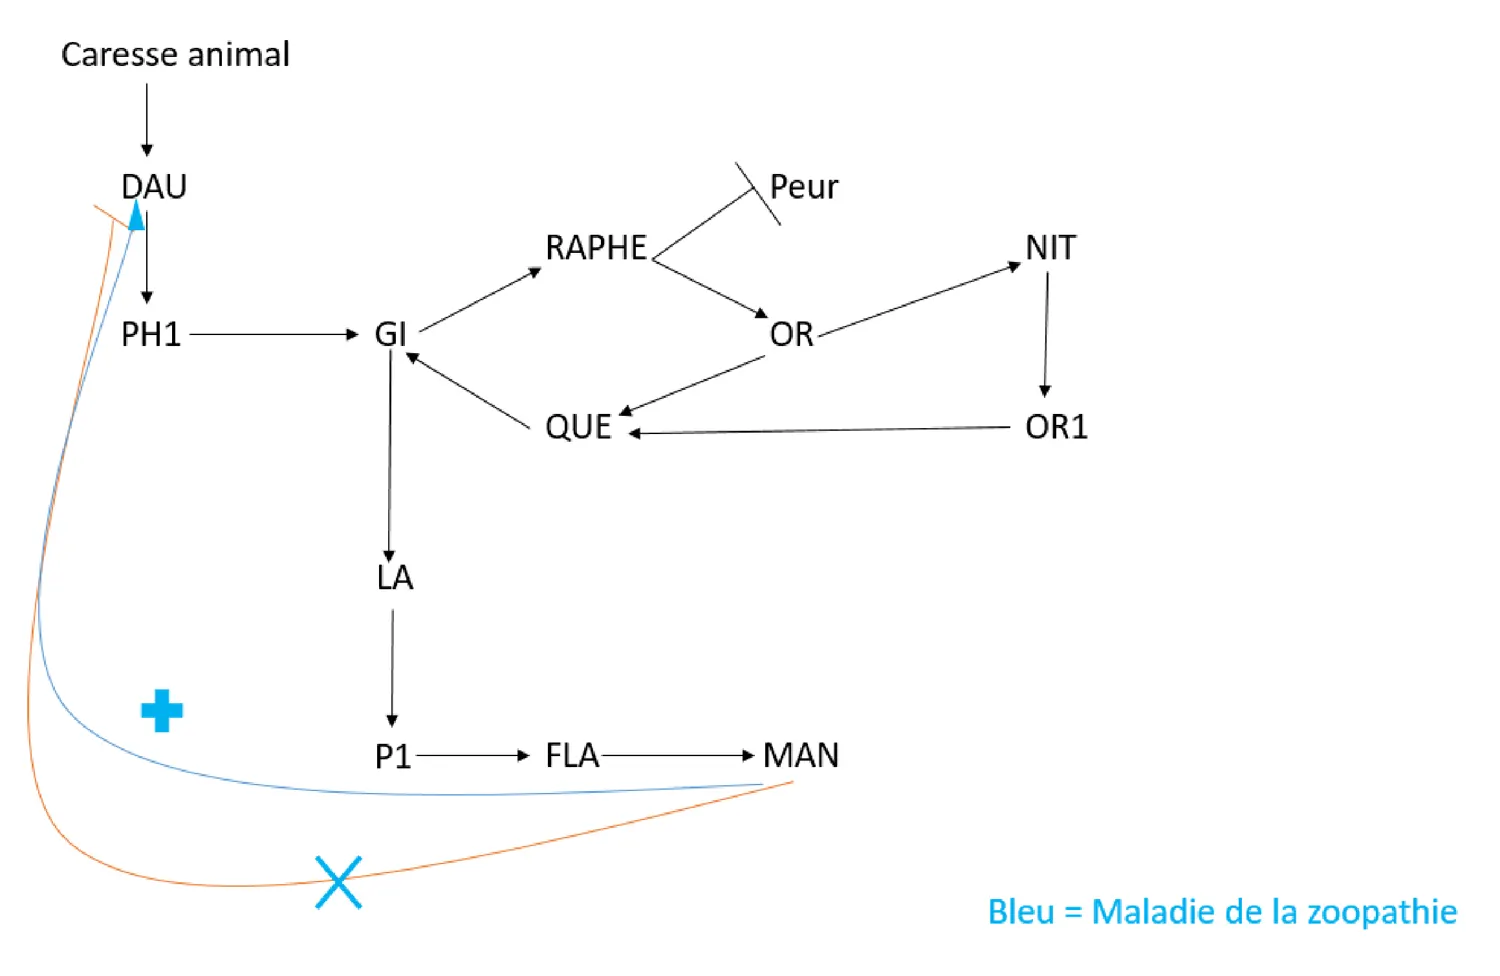 Caresse animal
DAU
Peur
RAPHE
NIT
PH1
GI
OR
QUE
OR1
LA
P1
FLA
MAN
Bleu = Maladie de la zoopathie